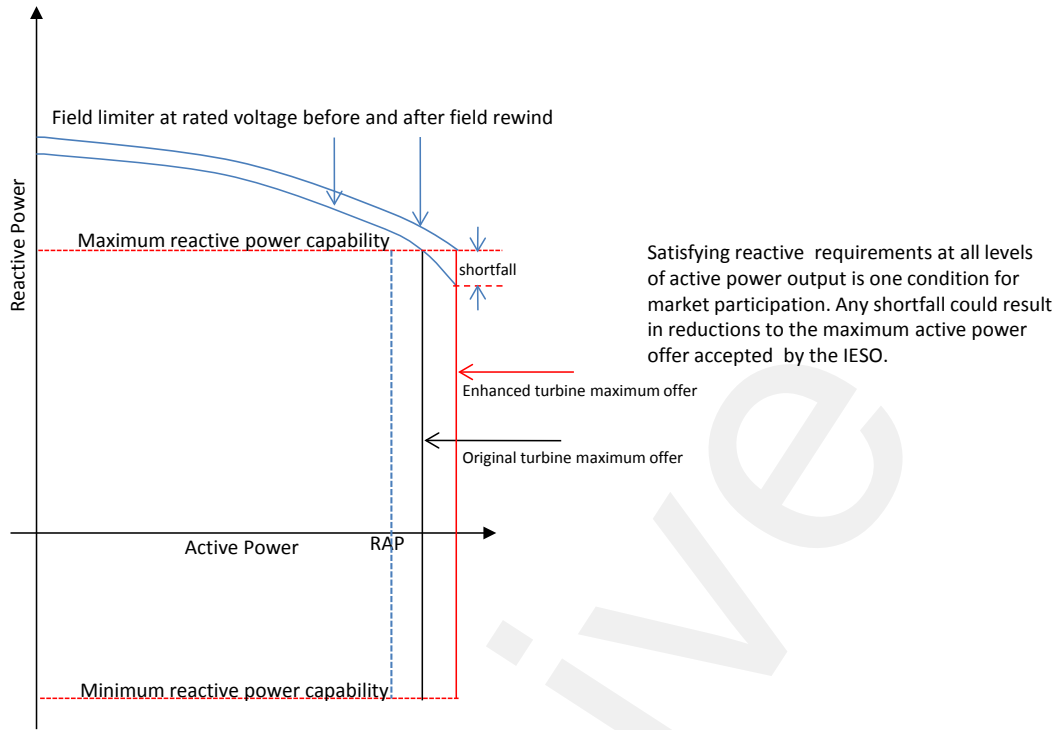 Field limiter at rated voltage before and after field rewind
Reactive Power
Maximum reactive power capability
shortfall
Satisfying reactive  requirements at all levels
of active power output is one condition for
market participation. Any shortfall could result
in reductions to the maximum active power
offer accepted  by the IESO.
Enhanced turbine maximum offer
Original turbine maximum offer
Active Power
RAP
Minimum reactive power capability
ive